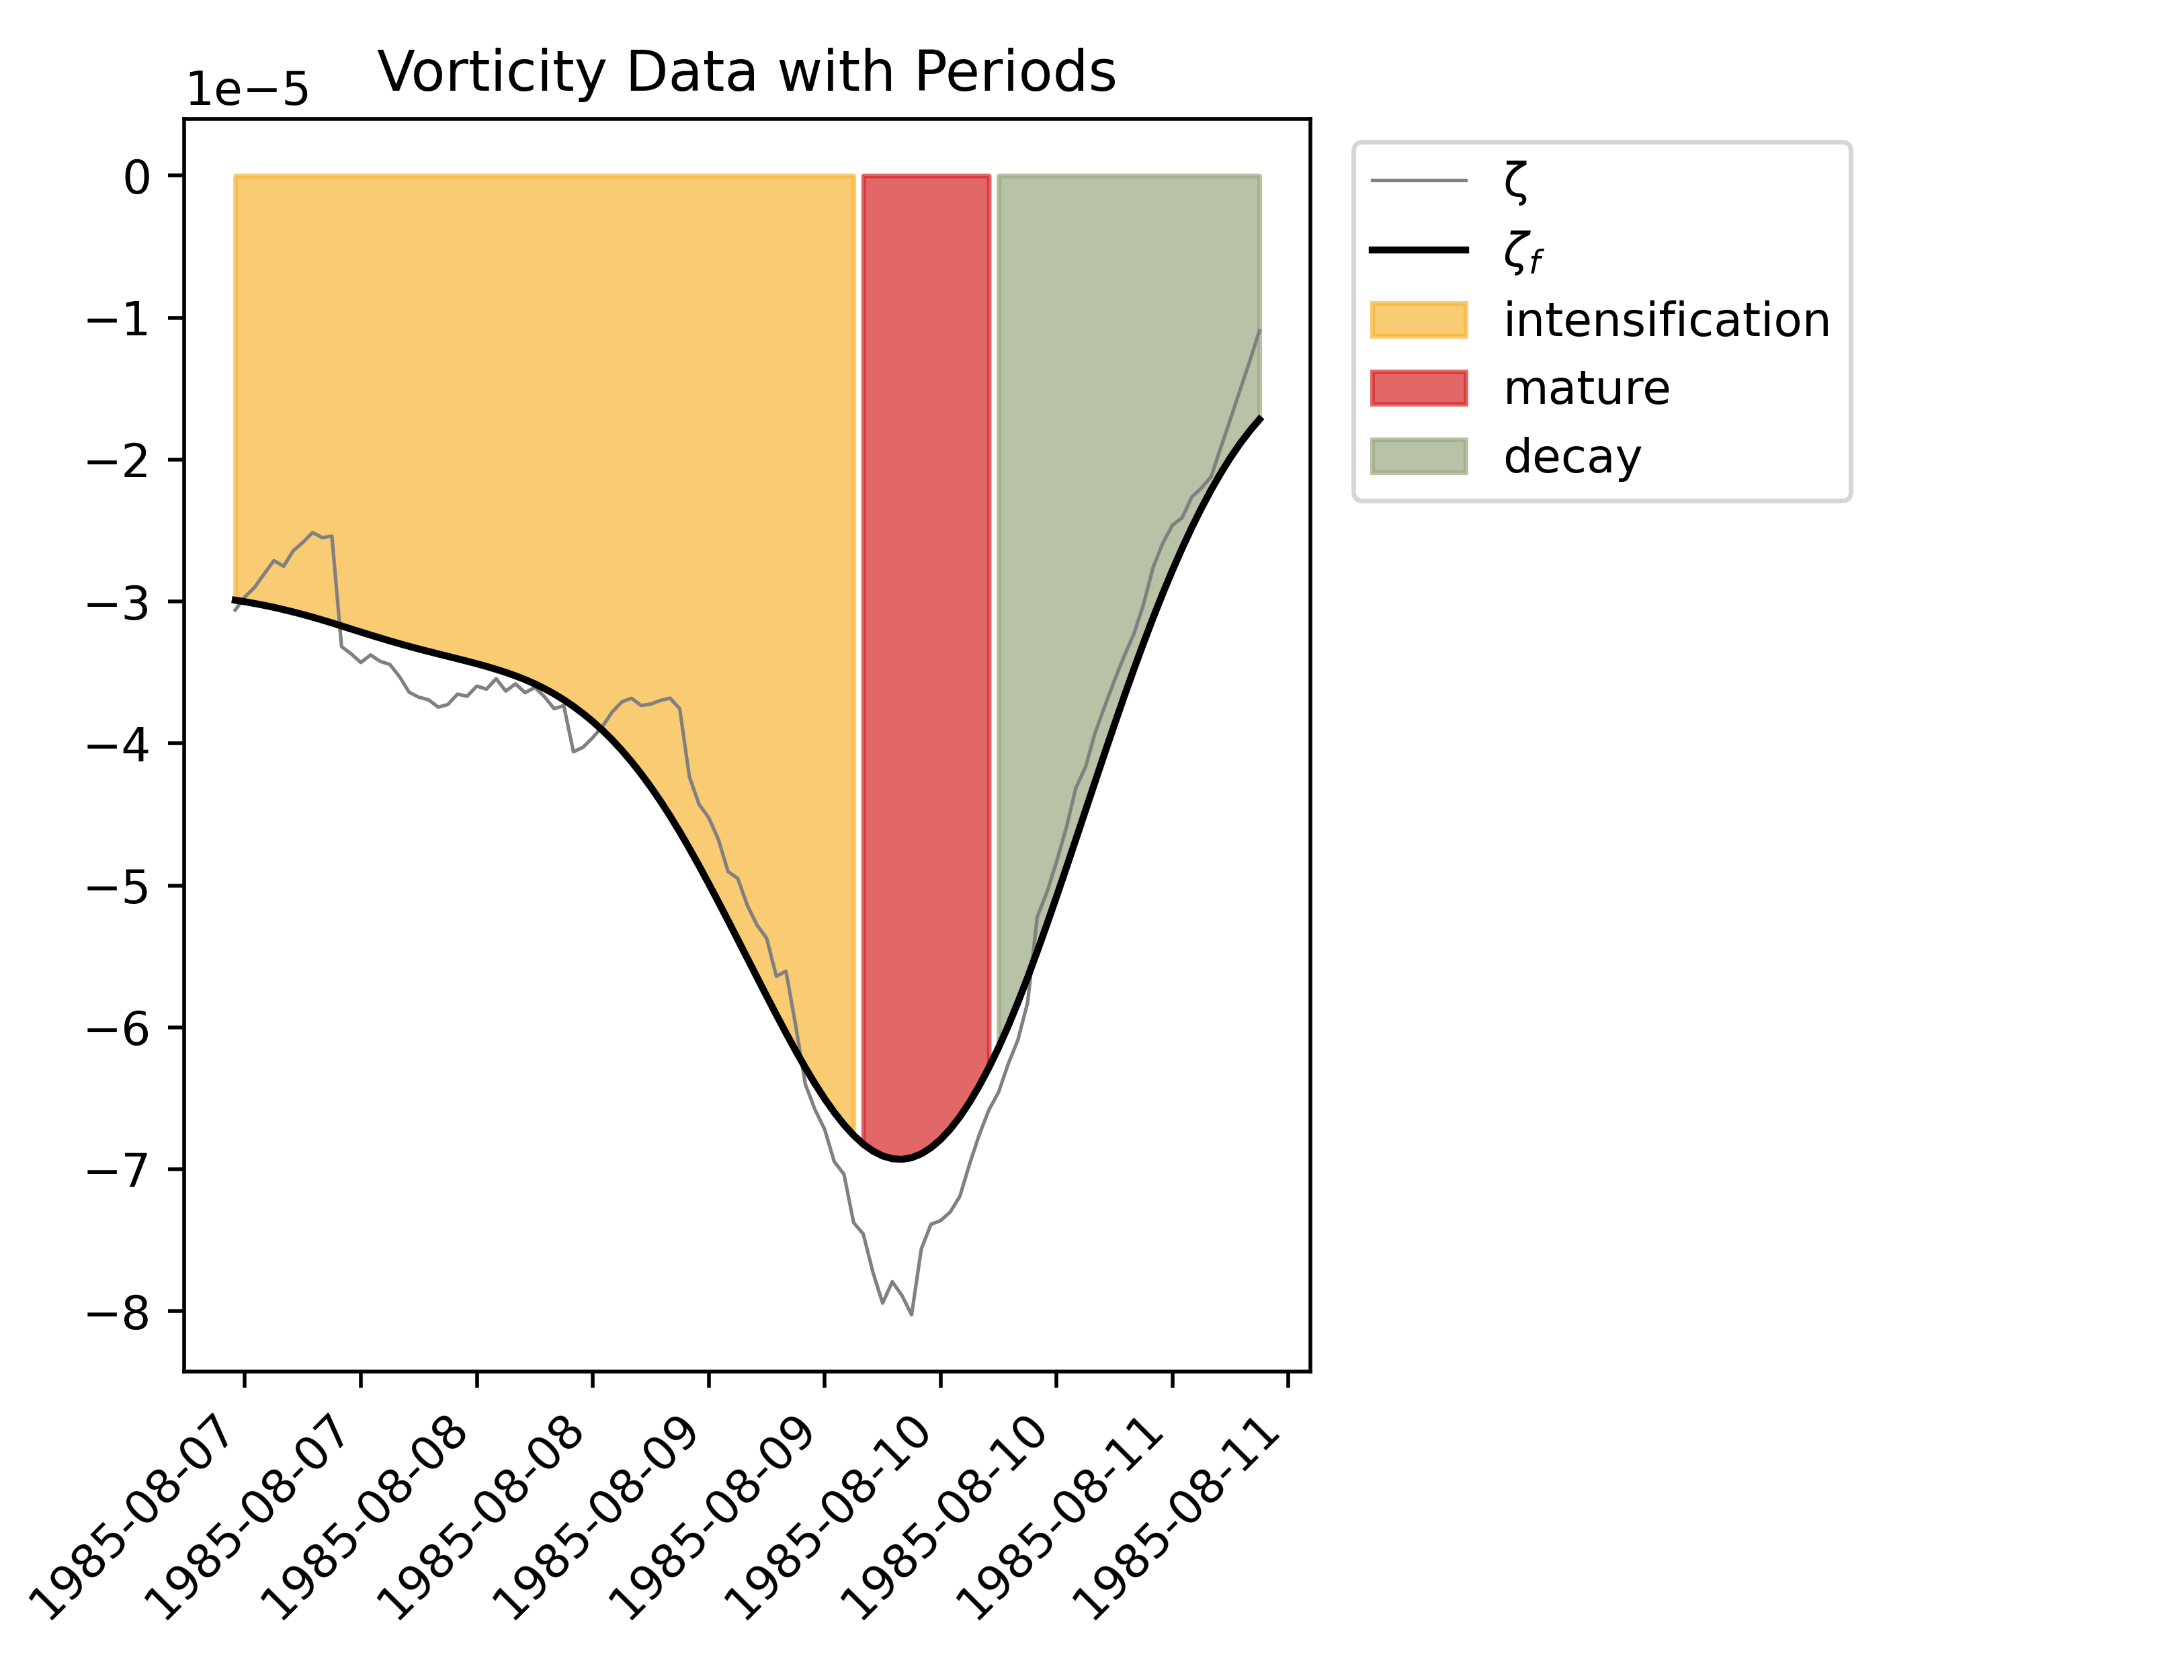 Vorticity Data with Periods
1e−5
0
−1
−2
−3
−4
−5
−6
−7
−8
1985-08-07
1985-08-07
1985-08-08
1985-08-08
1985-08-09
1985-08-09
1985-08-10
1985-08-10
1985-08-11
1985-08-11
ζ
ζf
intensification
mature
decay